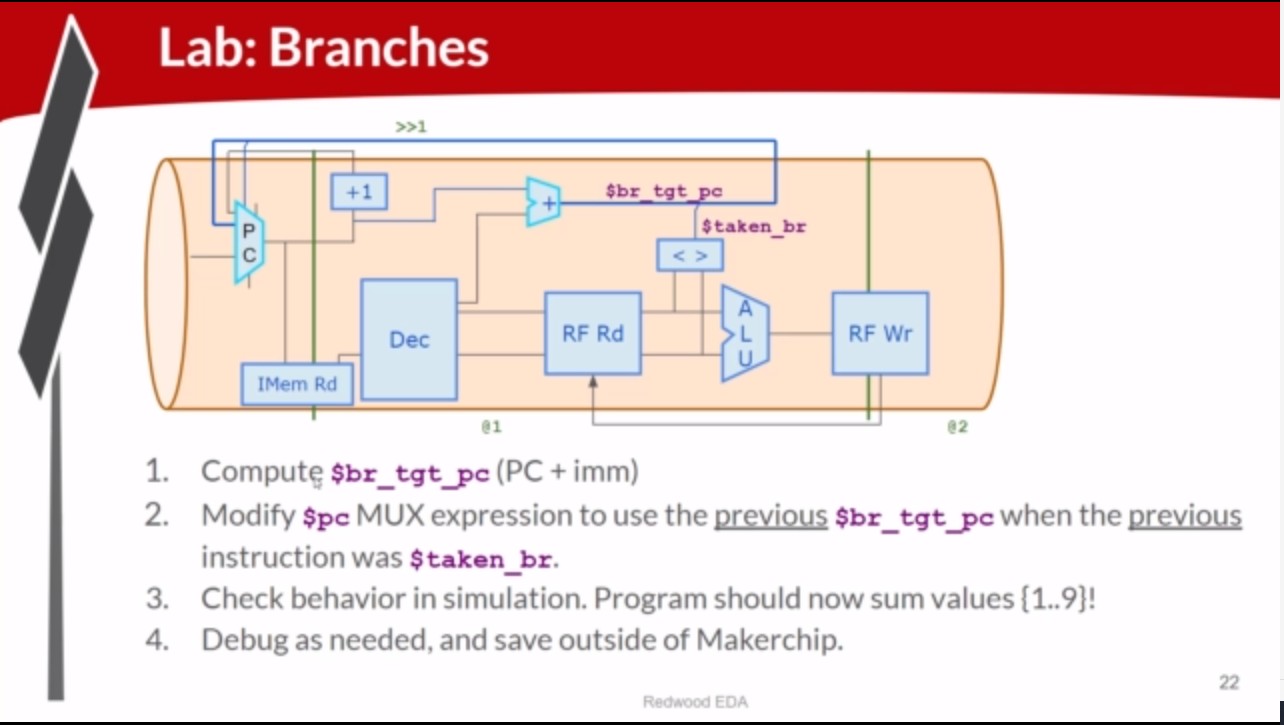 Lab: Branches
>>1
+1
$br_tgt_pc
+
$taken_br
P
C
< >
A
L
U
Dec
RF Rd
RF Wr
IMem Rd
@1
@2
1. Compute $br_tgt_pc (PC + imm)
2. Modify $pc MUX expression to use the previous $br_tgt_pc when the previous
instruction was $taken_br.
3. Check behavior in simulation. Program should now sum values {1..9}!
4. Debug as needed, and save outside of Makerchip.
22
Redwood EDA